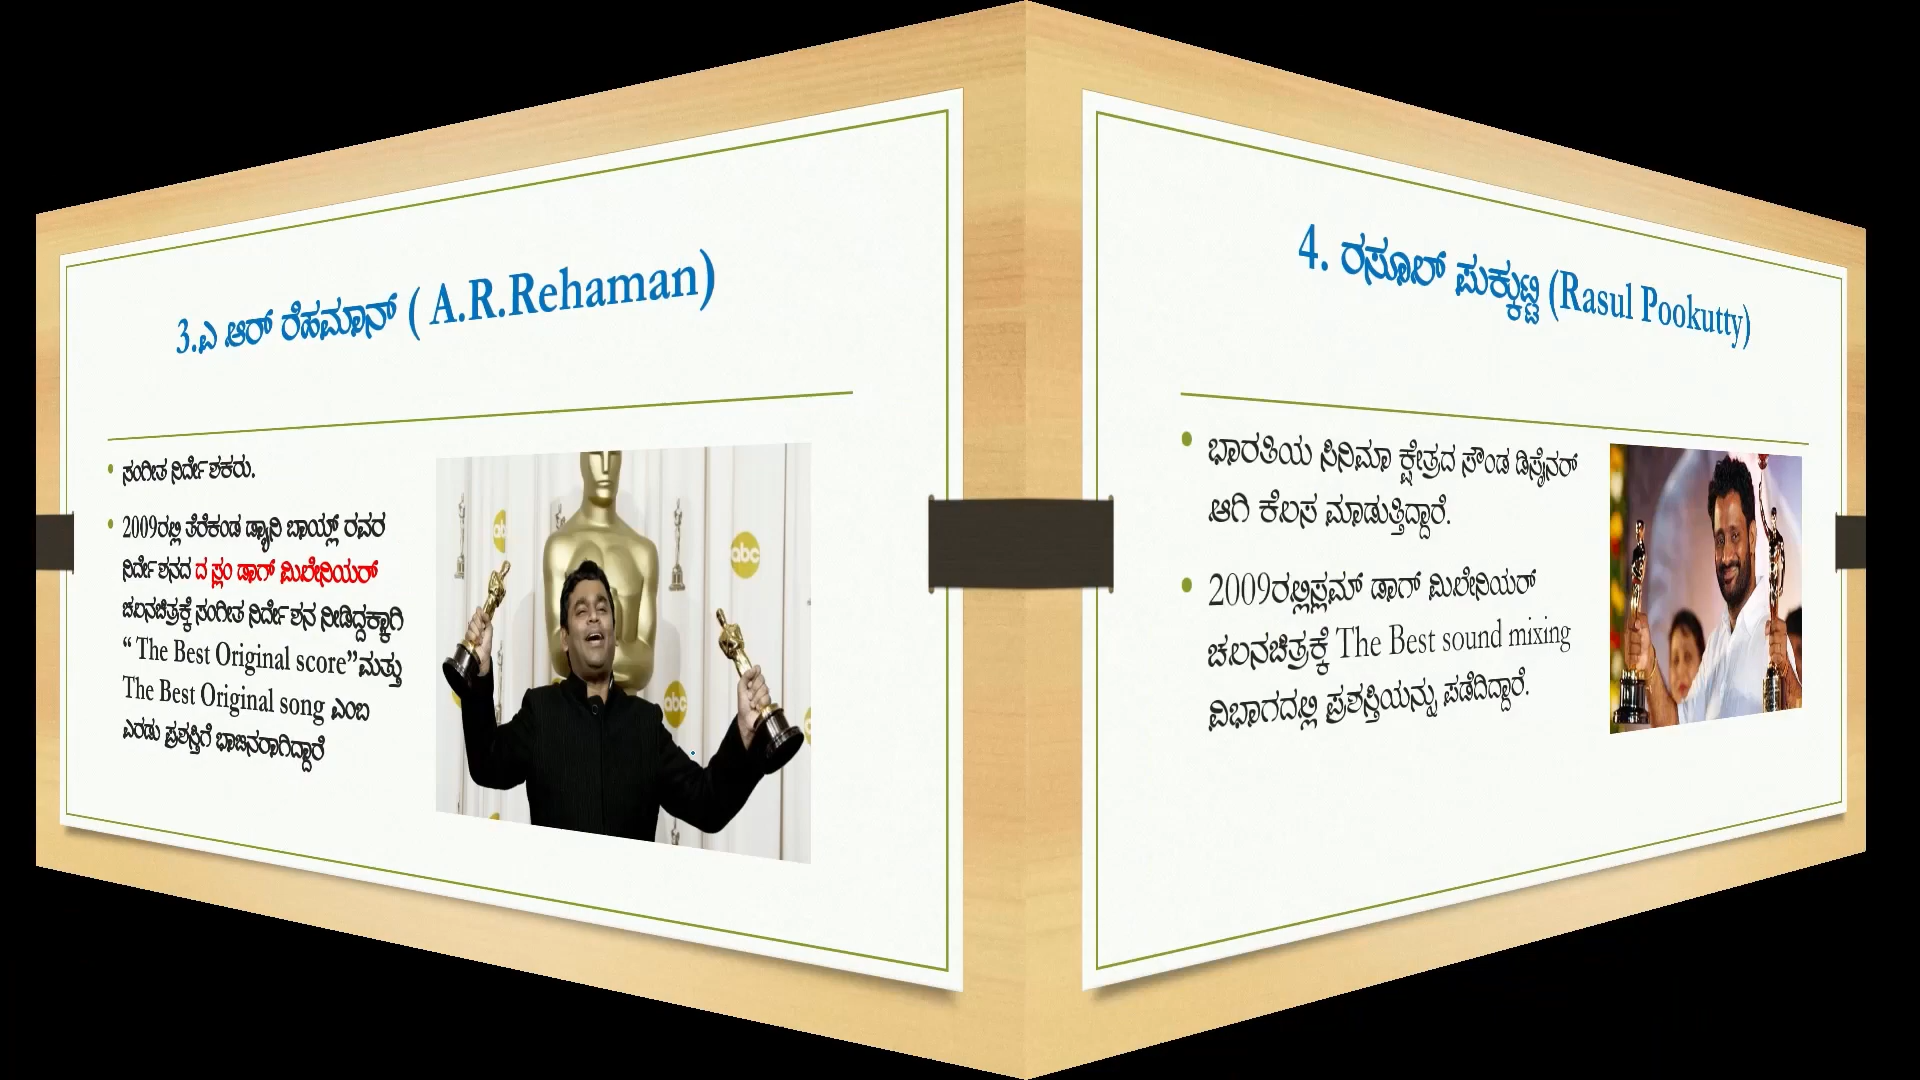 3.ಎ ಆರ್ ರೆಹಮಾನ್ ( A.R.Rehaman)
ಸಂಗೀತ ನಿರ್ದೇಶಕರು.
2009ರಲ್ಲಿ ತೆರೆಕಂಡ ಡ್ಯಾನಿ ಬಾಯ್ಲ್ ರವರ
ನಿರ್ದೇಶನದ ದ ಸ್ಲಂ ಡಾಗ್ ಮಿಲೇನಿಯರ್
ಚಲನಚಿತ್ರಕ್ಕೆ ಸಂಗೀತ ನಿರ್ದೇಶನ ನೀಡಿದ್ದಕ್ಕಾಗಿ
“ The Best Original score”ಮತ್ತು
The Best Original song ಎಂಬ
ಎರಡು ಪ್ರಶಸ್ತಿಗೆ ಭಾಜನರಾಗಿದ್ದಾರೆ
abc
abc
4. ರಸೂಲ್ ಪುಕ್ಕುಟ್ಟಿ (Rasul Pookutty)
ಭಾರತಿಯ ಸಿನಿಮಾ ಕ್ಷೇತ್ರದ ಸೌಂಡ ಡಿಸೈನರ್
ಆಗಿ ಕೆಲಸ ಮಾಡುತ್ತಿದ್ದಾರೆ.
2009ರಲ್ಲಿಸ್ಲಮ್ ಡಾಗ್ ಮಿಲೇನಿಯರ್
ಚಲನಚಿತ್ರಕ್ಕೆ The Best sound mixing
ವಿಭಾಗದಲ್ಲಿ ಪ್ರಶಸ್ತಿಯನ್ನು ಪಡೆದಿದ್ದಾರೆ.